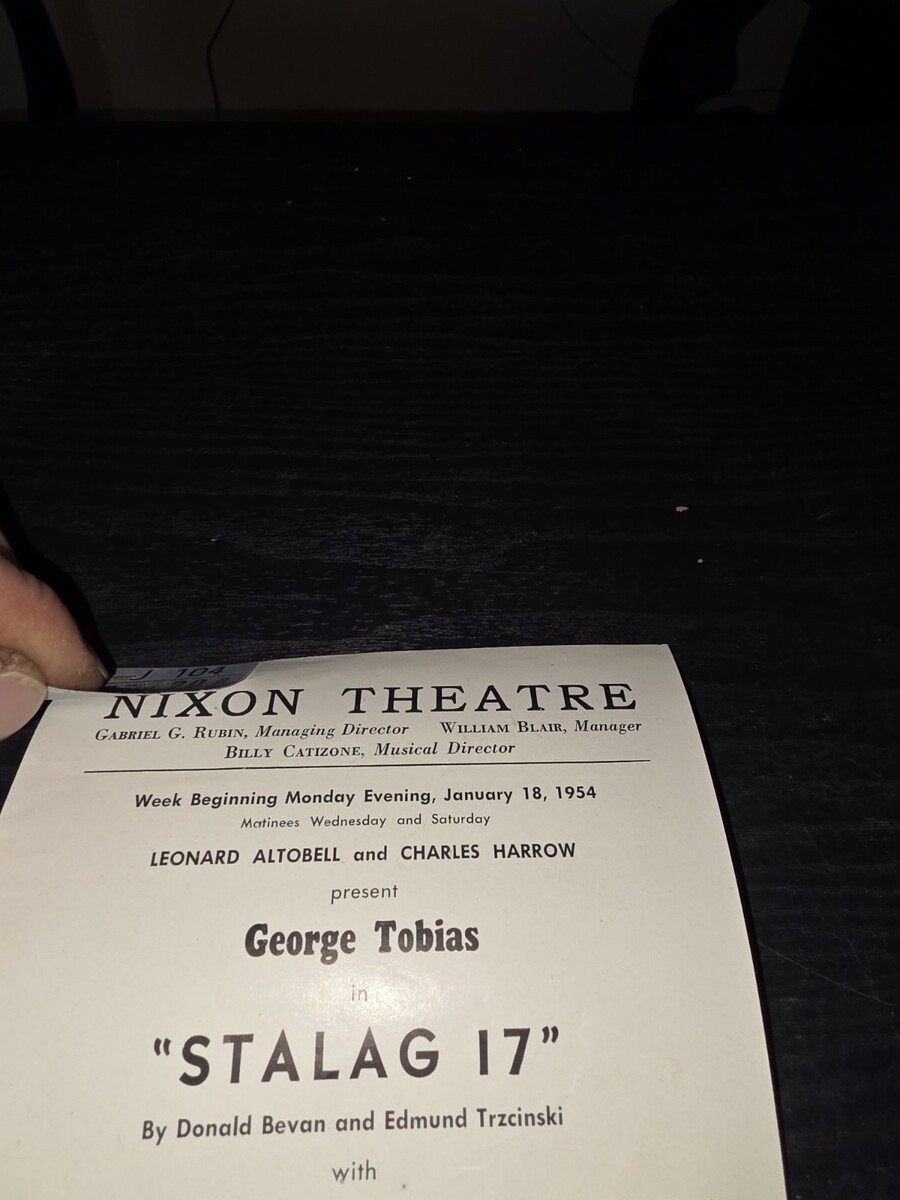 J 104
NIXON THEATRE
GABRIEL G. RUBIN, Managing Director WILLIAM BLAIR, Manager
BILLY CATIZONE, Musical Director
Week Beginning Monday Evening, January 18, 1954
Matinees Wednesday and Saturday
LEONARD ALTOBELL and CHARLES HARROW
present
George Tobias
in
“STALAG 17”
By Donald Bevan and Edmund Trzcinski
with